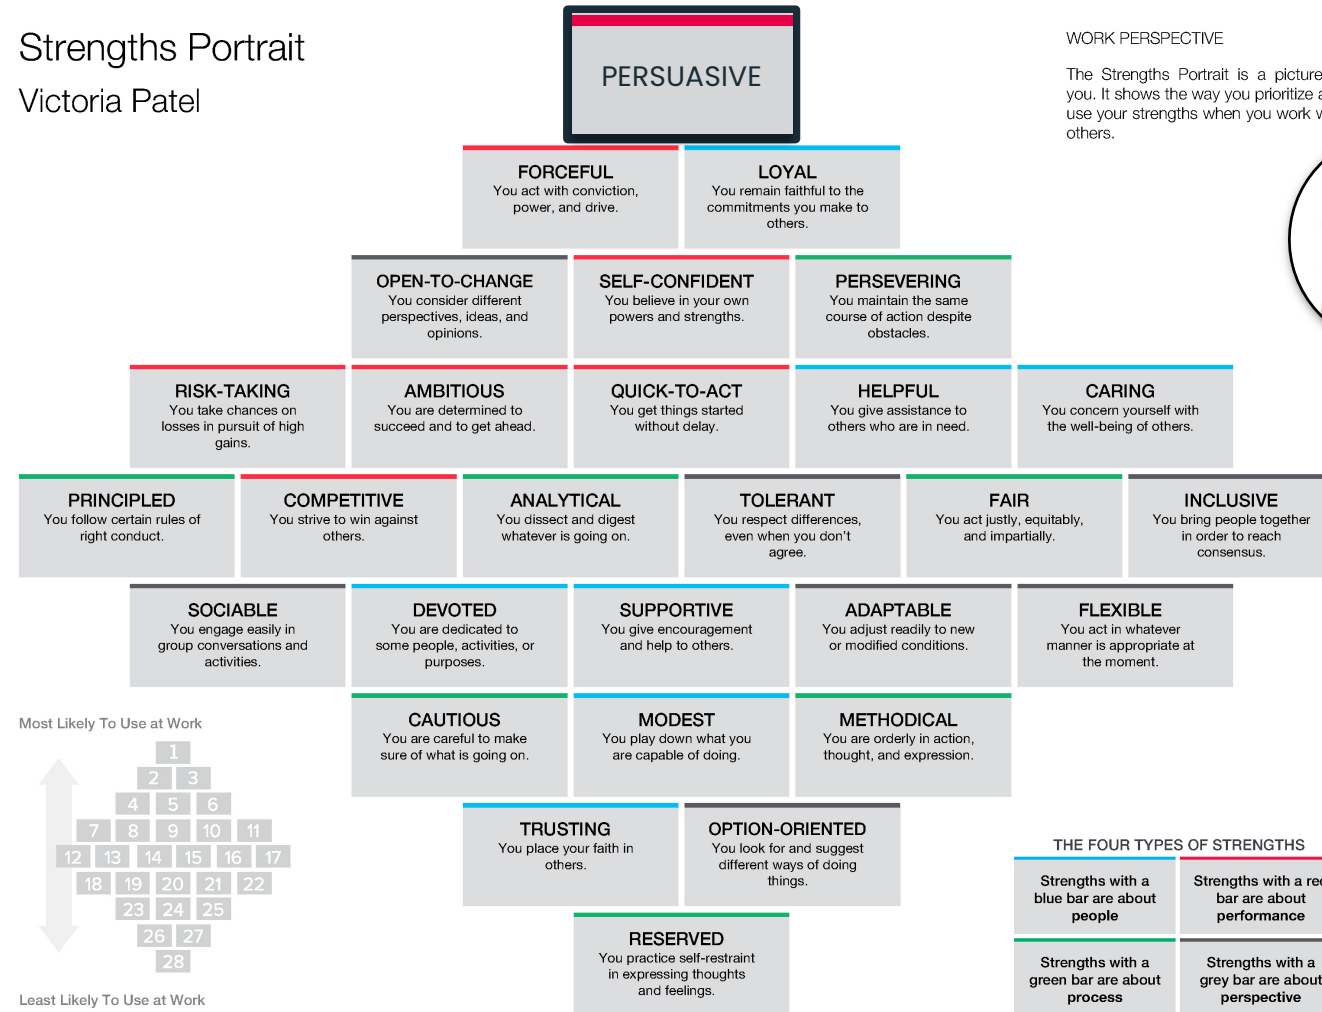 Strengths Portrait
Victoria Patel
WORK PERSPECTIVE
The Strengths Portrait is a picture
you. It shows the way you prioritize
use your strengths when you work
others.
PERSUASIVE
FORCEFUL
You act with conviction,
power, and drive.
LOYAL
You remain faithful to the
commitments you make to
others.
OPEN-TO-CHANGE
You consider different
perspectives, ideas, and
opinions.
SELF-CONFIDENT
You believe in your own
powers and strengths.
PERSEVERING
You maintain the same
course of action despite
obstacles.
RISK-TAKING
You take chances on
losses in pursuit of high
gains.
AMBITIOUS
You are determined to
succeed and to get ahead.
QUICK-TO-ACT
You get things started
without delay.
HELPFUL
You give assistance to
others who are in need.
CARING
You concern yourself with
the well-being of others.
PRINCIPLED
You follow certain rules of
right conduct.
COMPETITIVE
You strive to win against
others.
ANALYTICAL
You dissect and digest
whatever is going on.
TOLERANT
You respect differences,
even when you don't
agree.
FAIR
You act justly, equitably,
and impartially.
INCLUSIVE
You bring people together
in order to reach
consensus.
SOCIABLE
You engage easily in
group conversations and
activities.
DEVOTED
You are dedicated to
some people, activities, or
purposes.
SUPPORTIVE
You give encouragement
and help to others.
ADAPTABLE
You adjust readily to new
or modified conditions.
FLEXIBLE
You act in whatever
manner is appropriate at
the moment.
CAUTIOUS
You are careful to make
sure of what is going on.
MODEST
You play down what you
are capable of doing.
METHODICAL
You are orderly in action,
thought, and expression.
TRUSTING
You place your faith in
others.
OPTION-ORIENTED
You look for and suggest
different ways of doing
things.
RESERVED
You practice self-restraint
in expressing thoughts
and feelings.
Most Likely To Use at Work
1
2 3
4 5 6
7 8 9 10 11
12 13 14 15 16 17
18 19 20 21 22
23 24 25
26 27
28
Least Likely To Use at Work
THE FOUR TYPES OF STRENGTHS
Strengths with a
blue bar are about
people
Strengths with a
bar are about
performance
Strengths with a
green bar are about
process
Strengths with a
grey bar are about
perspective